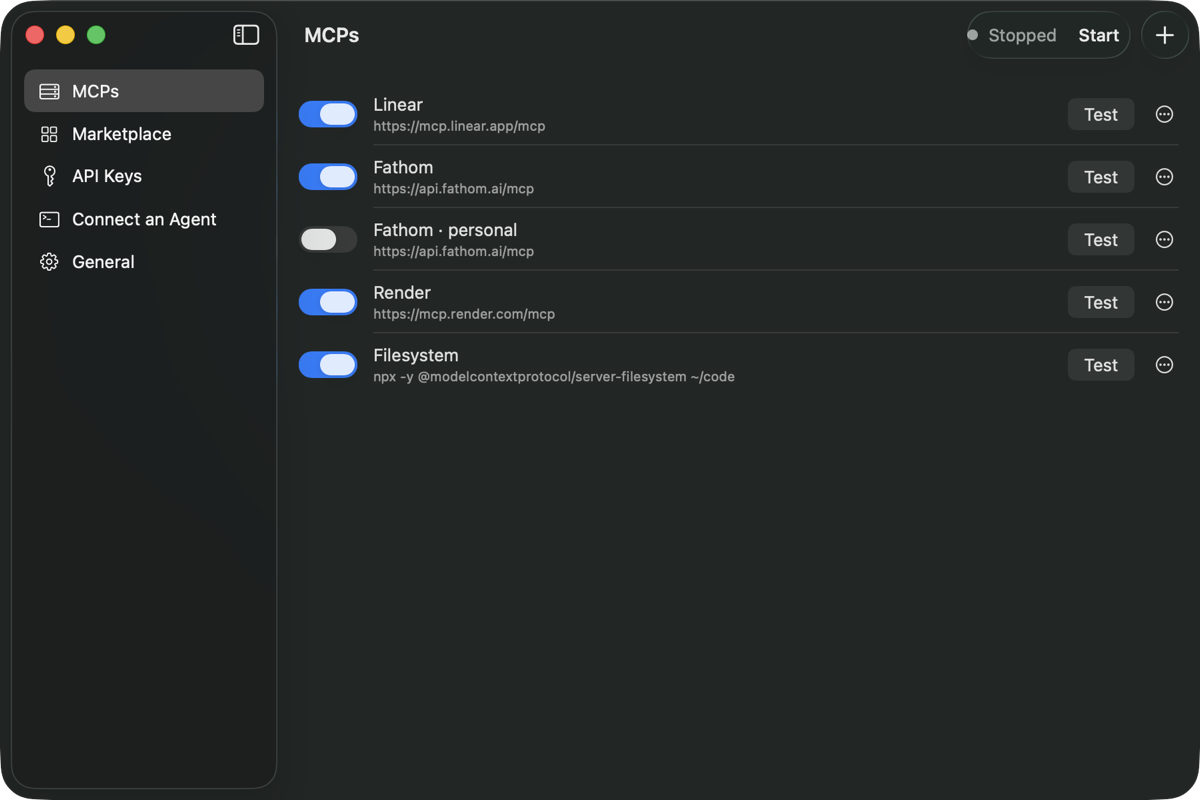 MCPs
Stopped Start
MCPs
Marketplace
API Keys
Connect an Agent
General
Linear
https://mcp.linear.app/mcp
Test
Fathom
https://api.fathom.ai/mcp
Test
Fathom · personal
https://api.fathom.ai/mcp
Test
Render
https://mcp.render.com/mcp
Test
Filesystem
npx -y @modelcontextprotocol/server-filesystem ~/code
Test